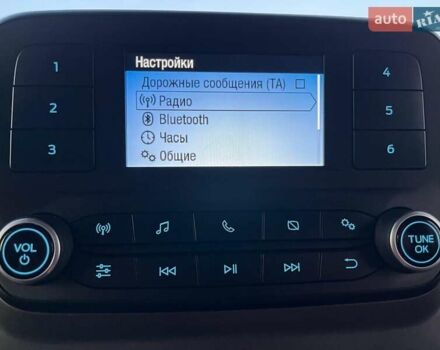 auto RIA
Настройки
Дорожные сообщения (TA)
Радио
Bluetooth
Часы
Общие
1
2
3
4
5
6
VOL
TUNE
OK